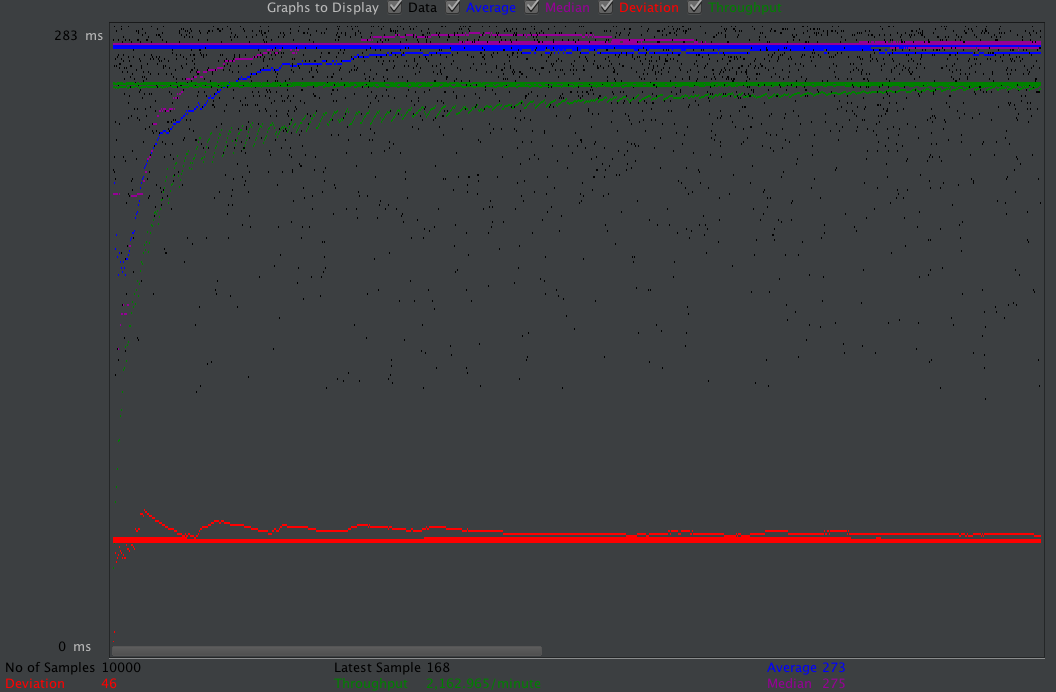 Graphs to Display Data Average Median Deviation Throughput
283 ms
0 ms
No of Samples 10000 Latest Sample 168 Average 273
Deviation 46 Throughput 2,162.965/minute Median